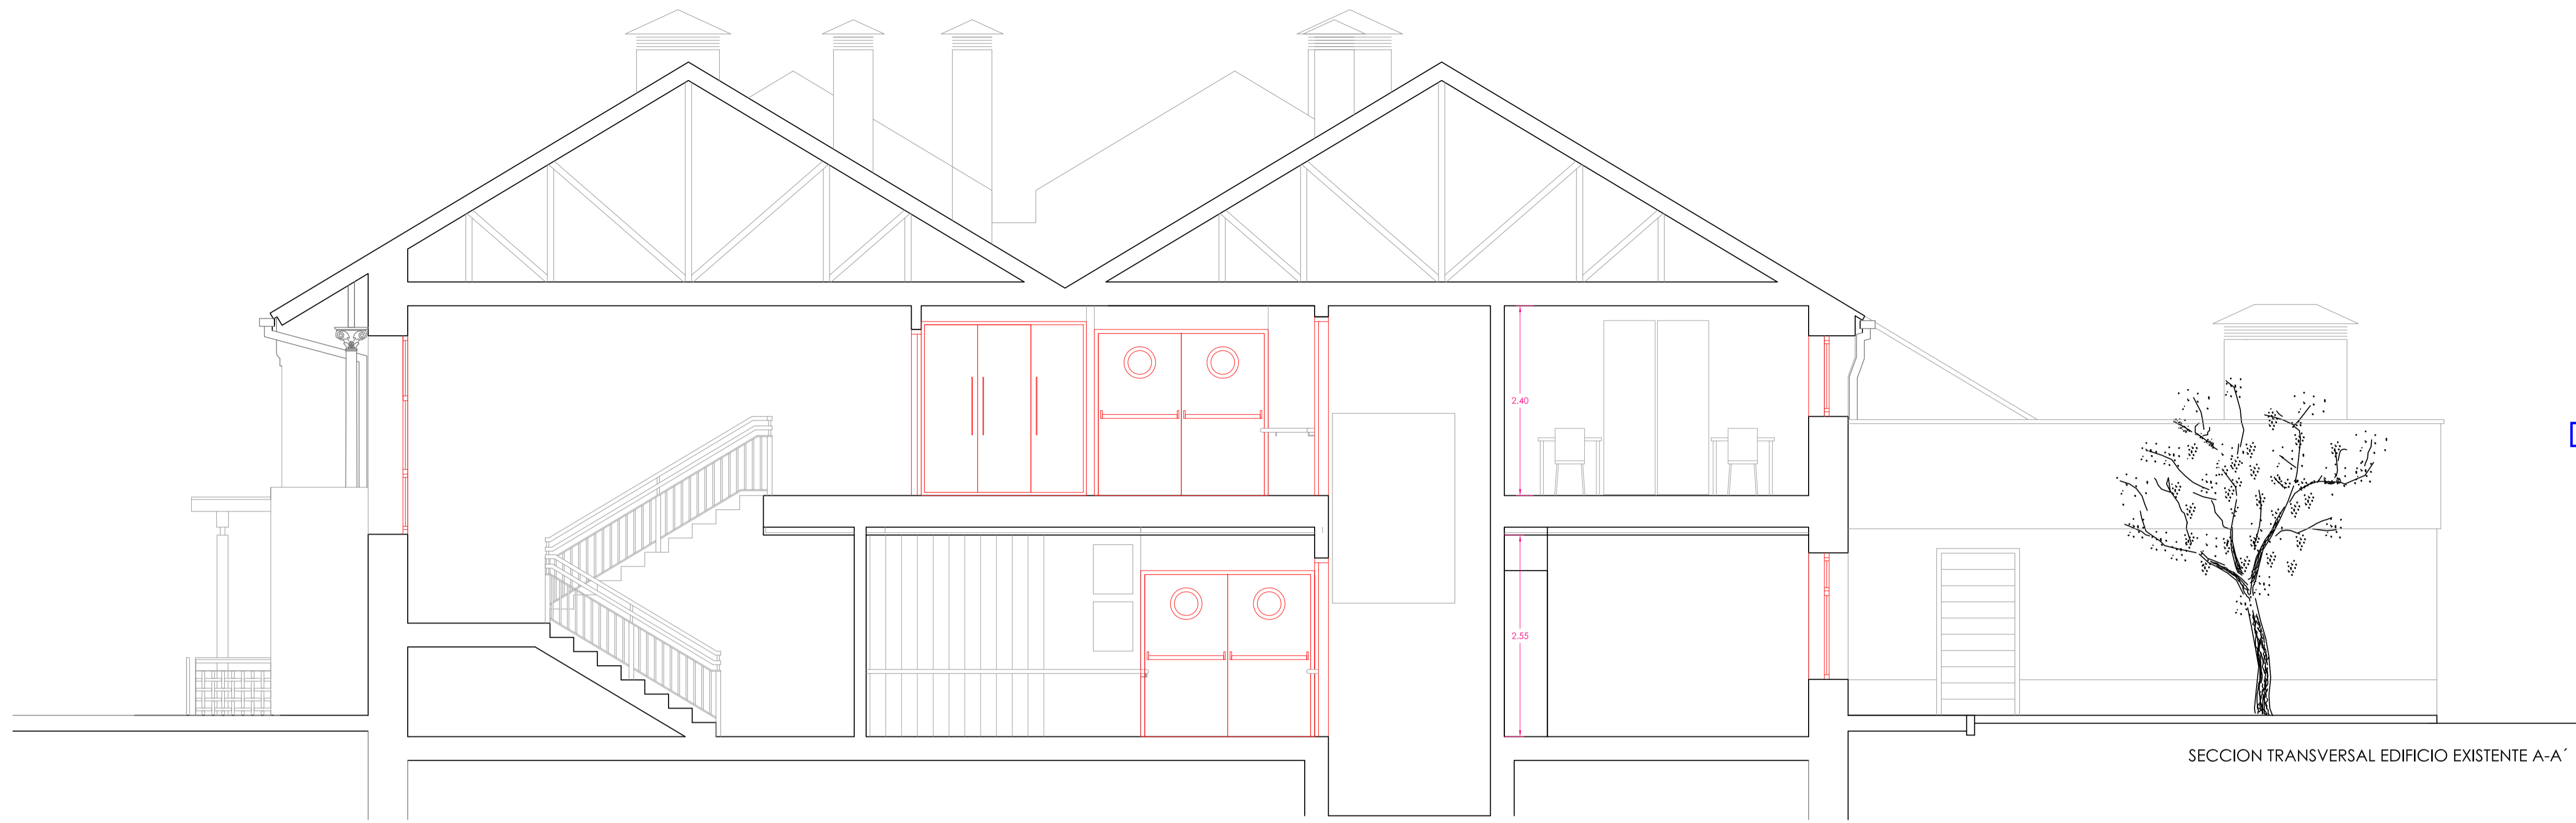 2.40
2.55
SECCION TRANSVERSAL EDIFICIO EXISTENTE A-A´